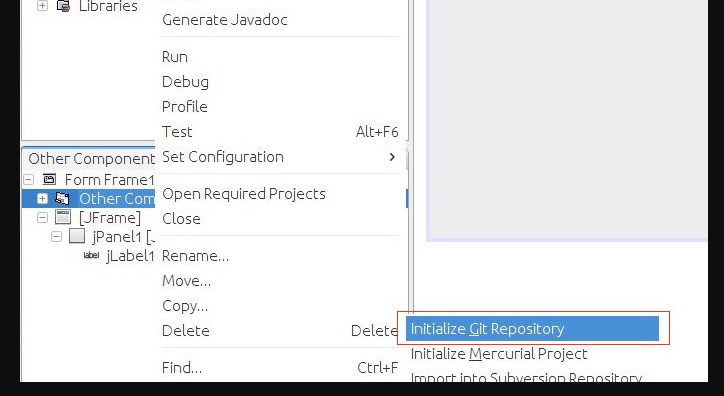 Libraries
Generate Javadoc
Run
Debug
Profile
Test Alt+F6
Set Configuration
Other Component
Form Frame1
Other Com
Open Required Projects
Close
[JFrame]
jPanel1 [J
label jLabel1
Rename...
Move...
Copy...
Delete Delete
Find... Ctrl+F
Initialize Git Repository
Initialize Mercurial Project
Import into Subversion Repository